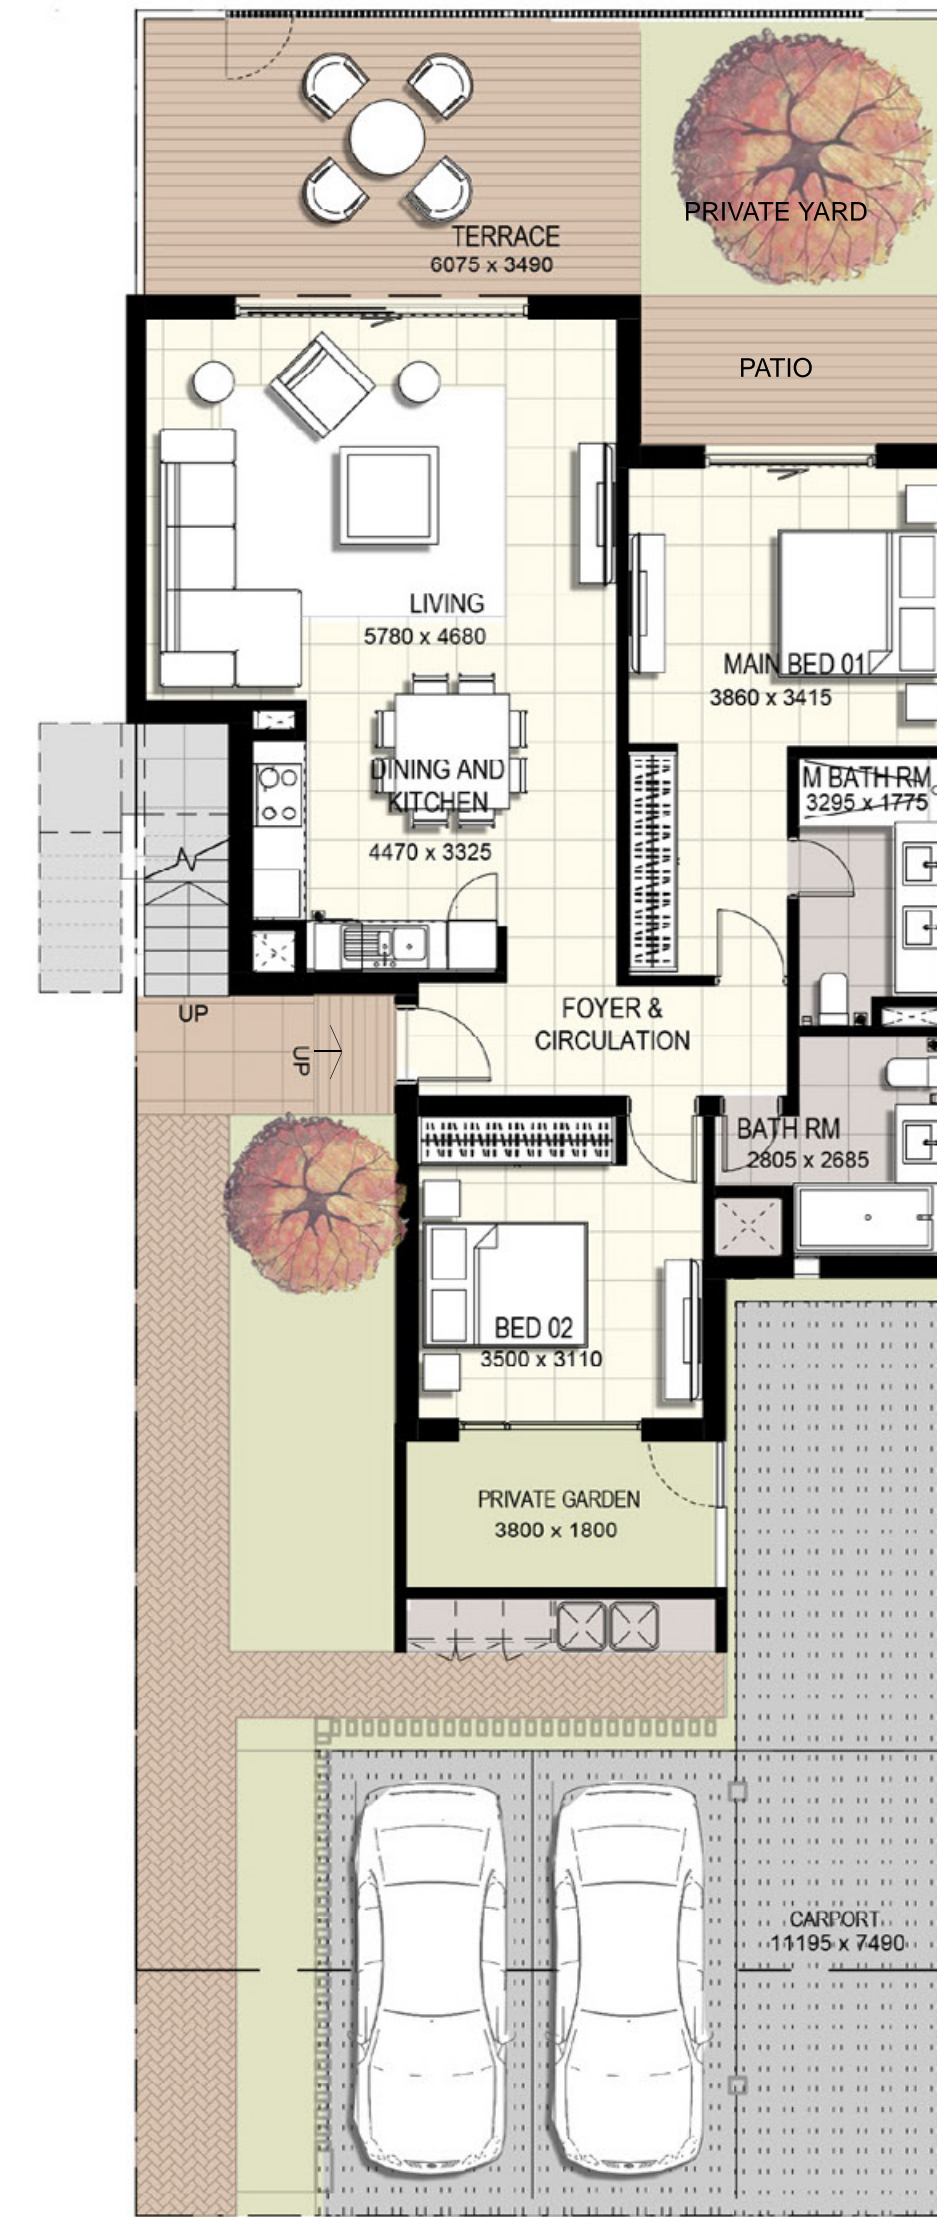 PRIVATE YARD
TERRACE
6075 x 3490
PATIO
LIVING
5780 x 4680
MAIN BED 01
3860 x 3415
DINING AND
KITCHEN
4470 x 3325
M BATH RM
3295 x 1775
UP
UP
FOYER &
CIRCULATION
BATH RM
2805 x 2685
BED 02
3500 x 3110
PRIVATE GARDEN
3800 x 1800
CARPORT
11195 x 7490